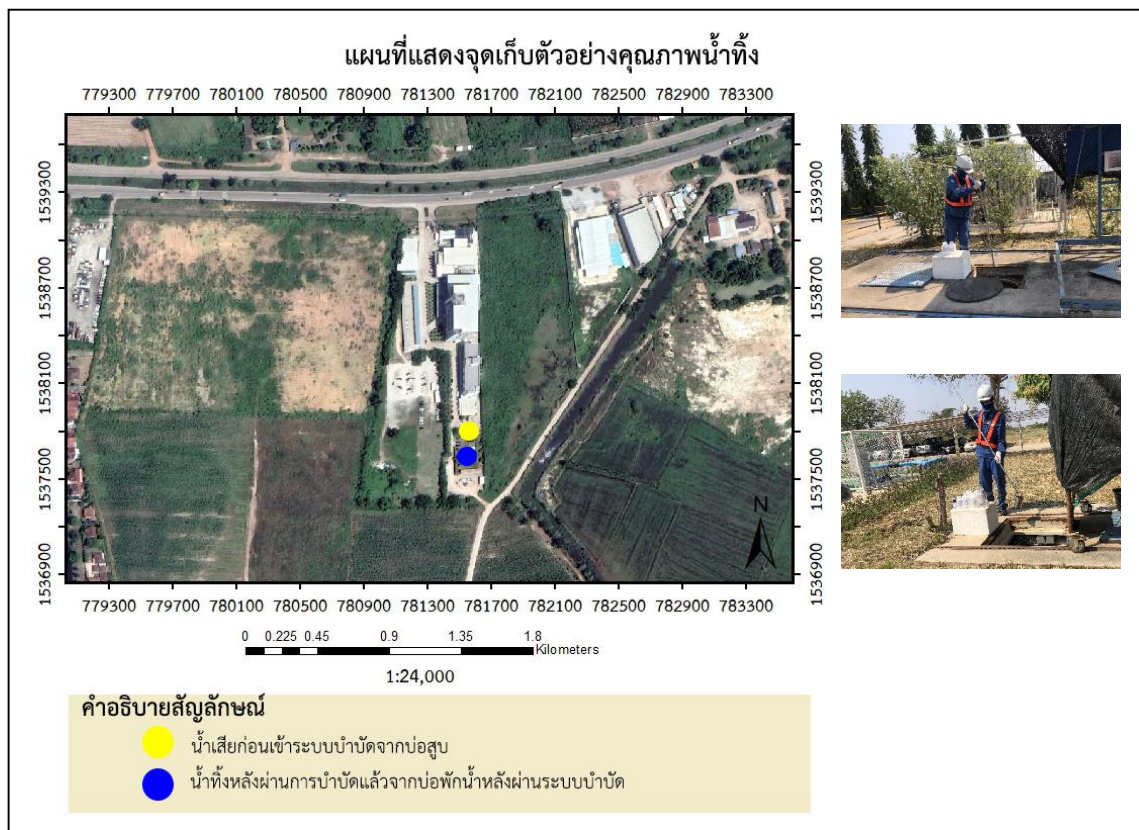 แผนที่แสดงจุดเก็บตัวอย่างคุณภาพน้ำทิ้ง
779300 779700 780100 780500 780900 781300 781700 782100 782500 782900 783300
1539300 1539300
1538700 1538700
1538100 1538100
1537500 1537500
1536900 1536900
N
779300 779700 780100 780500 780900 781300 781700 782100 782500 782900 783300
0 0.225 0.45 0.9 1.35 1.8
Kilometers
1:24,000
คำอธิบายสัญลักษณ์
น้ำเสียก่อนเข้าระบบบำบัดจากบ่อสูบ
น้ำทิ้งหลังผ่านการบำบัดแล้วจากบ่อพักน้ำหลังผ่านระบบบำบัด